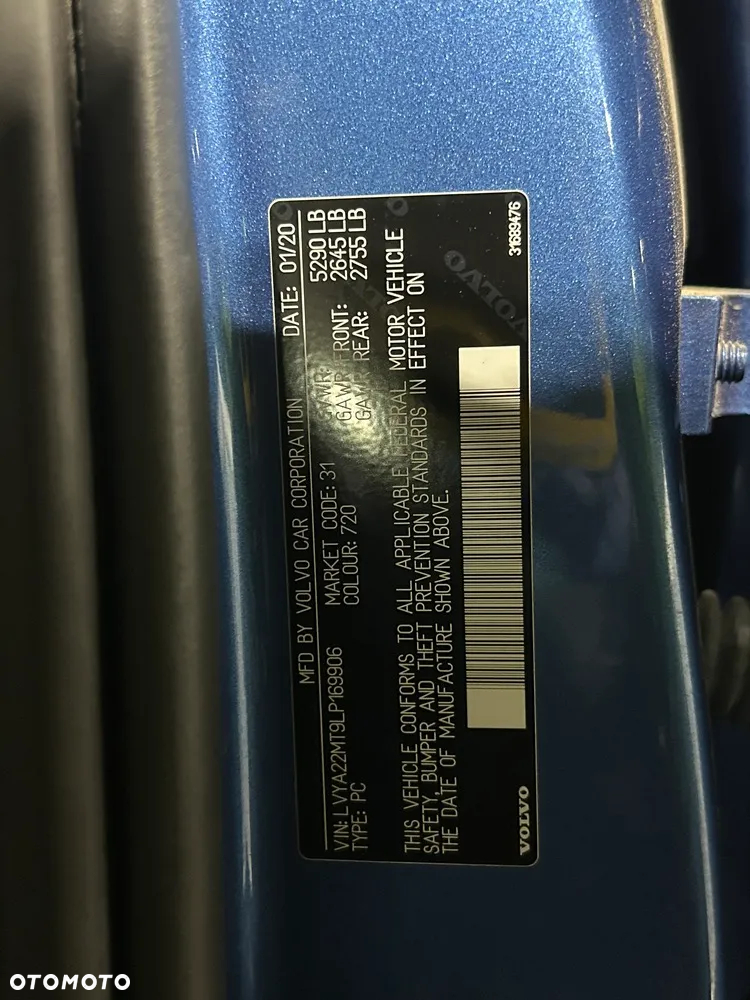 MFD BY VOLVO CAR CORPORATION DATE: 01/20
VIN: LVYA22MT9LP169906 MARKET CODE: 31 GVWR: 5290 LB
TYPE: PC COLOUR: 720 GAWR FRONT: 2645 LB
GAWR REAR: 2755 LB
THIS VEHICLE CONFORMS TO ALL APPLICABLE FEDERAL MOTOR VEHICLE
SAFETY, BUMPER AND THEFT PREVENTION STANDARDS IN EFFECT ON
THE DATE OF MANUFACTURE SHOWN ABOVE.
VOLVO
VOLVO 31689476
OTOMOTO